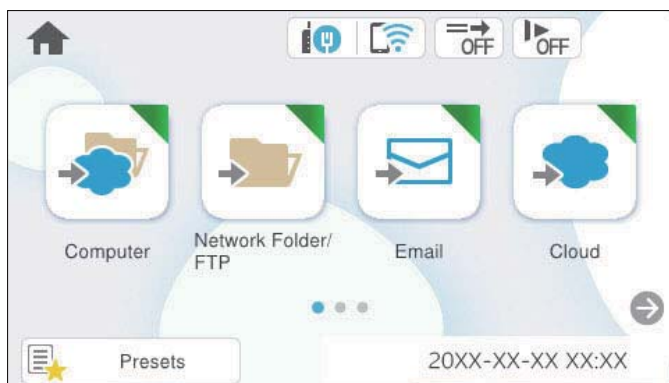 OFF
OFF
Computer
Network Folder/
FTP
Email
Cloud
Presets
20XX-XX-XX XX:XX